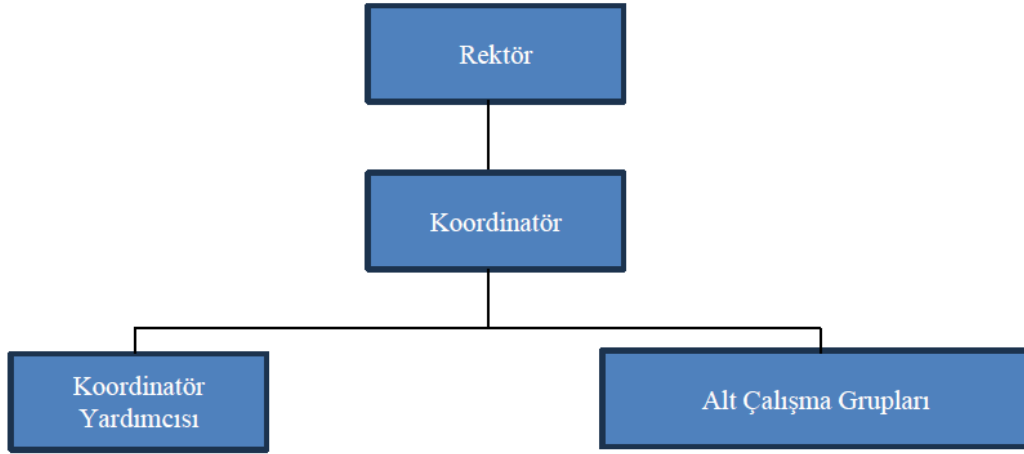 Rektör
Koordinatör
Koordinatör
Yardımcısı
Alt Çalışma Grupları